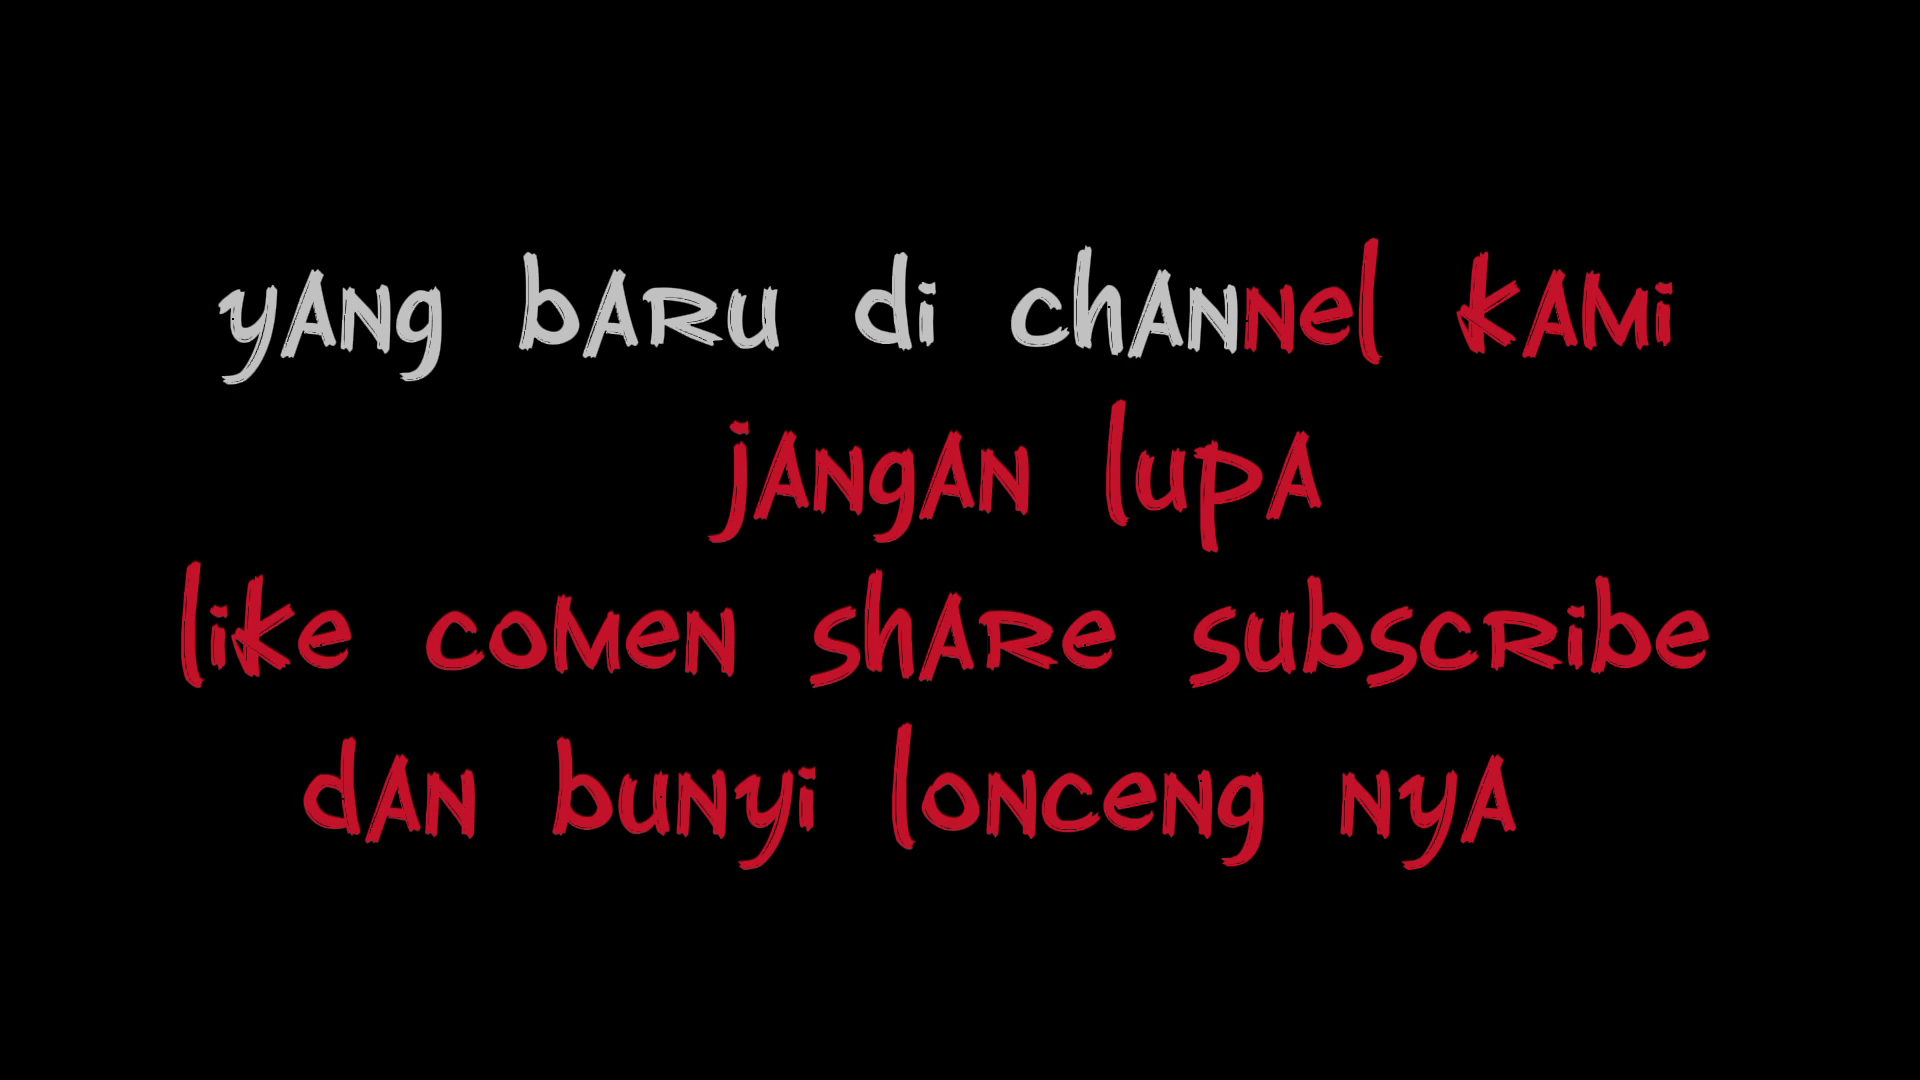 yang baru di channel kami
jangan lupa
like comen share subscribe
dan bunyi lonceng nya